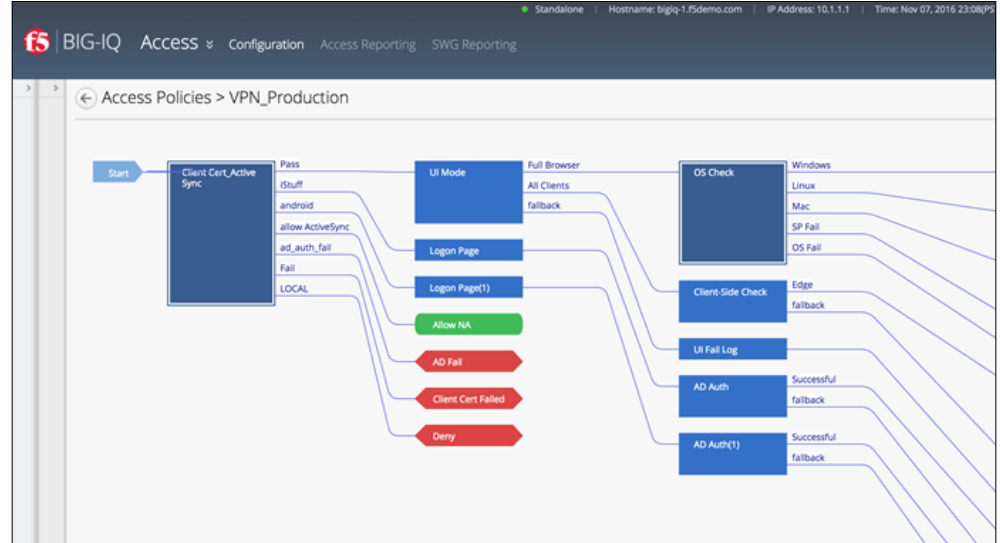 Standalone | Hostname: bigiq-1.f5demo.com | IP Address: 10.1.1.1 | Time: Nov 07, 2016 23:08(PS
f5 BIG-IQ Access Configuration Access Reporting SWG Reporting
Access Policies > VPN_Production
Start
Client Cert_Active
Sync
Pass
iStuff
android
allow ActiveSync
ad_auth_fail
Fail
LOCAL
UI Mode
Full Browser
All Clients
fallback
Logon Page
Logon Page(1)
Allow NA
AD Fail
Client Cert Failed
Deny
OS Check
Windows
Linux
Mac
SP Fail
OS Fail
Client-Side Check
Edge
fallback
UI Fail Log
AD Auth
Successful
fallback
AD Auth(1)
Successful
fallback